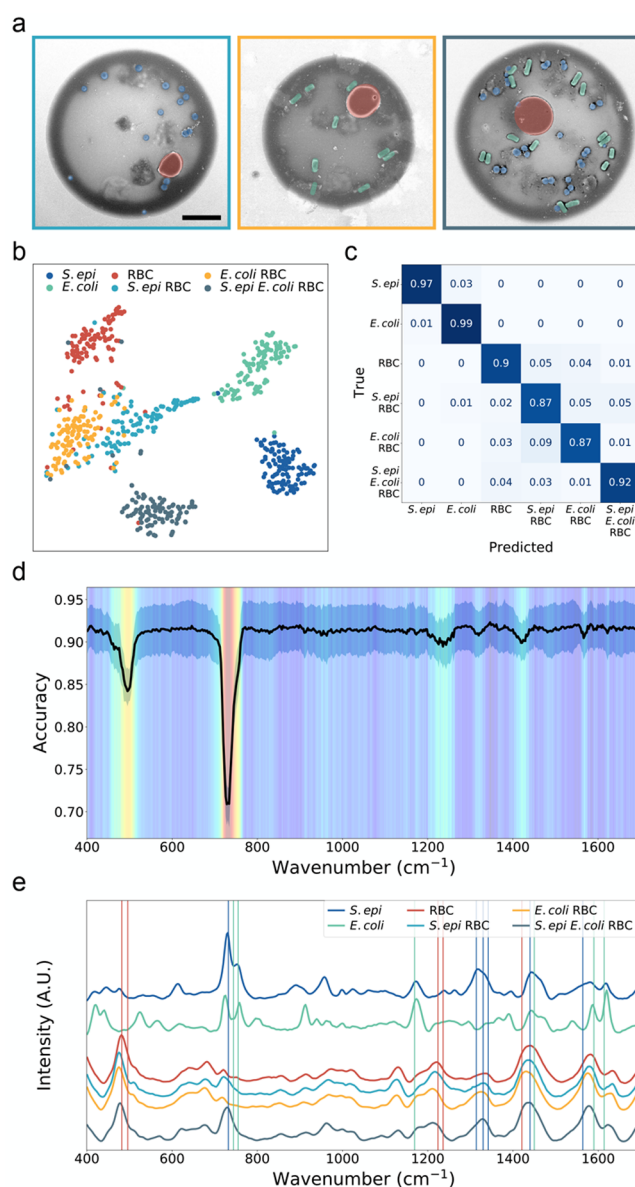 a
b
S. epi RBC E. coli RBC
E. coli S. epi RBC S. epi E. coli RBC
c
True
S. epi 0.97 0.03 0 0 0 0
E. coli 0.01 0.99 0 0 0 0
RBC 0 0 0.9 0.05 0.04 0.01
S. epi
RBC 0 0.01 0.02 0.87 0.05 0.05
E. coli
RBC 0 0 0.03 0.09 0.87 0.01
S. epi
E. coli
RBC 0 0 0.04 0.03 0.01 0.92
S. epi E. coli RBC S. epi E. coli S. epi
RBC RBC E. coli
RBC
Predicted
d
Accuracy
0.95
0.90
0.85
0.80
0.75
0.70
400 600 800 1000 1200 1400 1600
Wavenumber (cm⁻¹)
e
Intensity (A.U.)
S. epi RBC E. coli RBC
E. coli S. epi RBC S. epi E. coli RBC
400 600 800 1000 1200 1400 1600
Wavenumber (cm⁻¹)